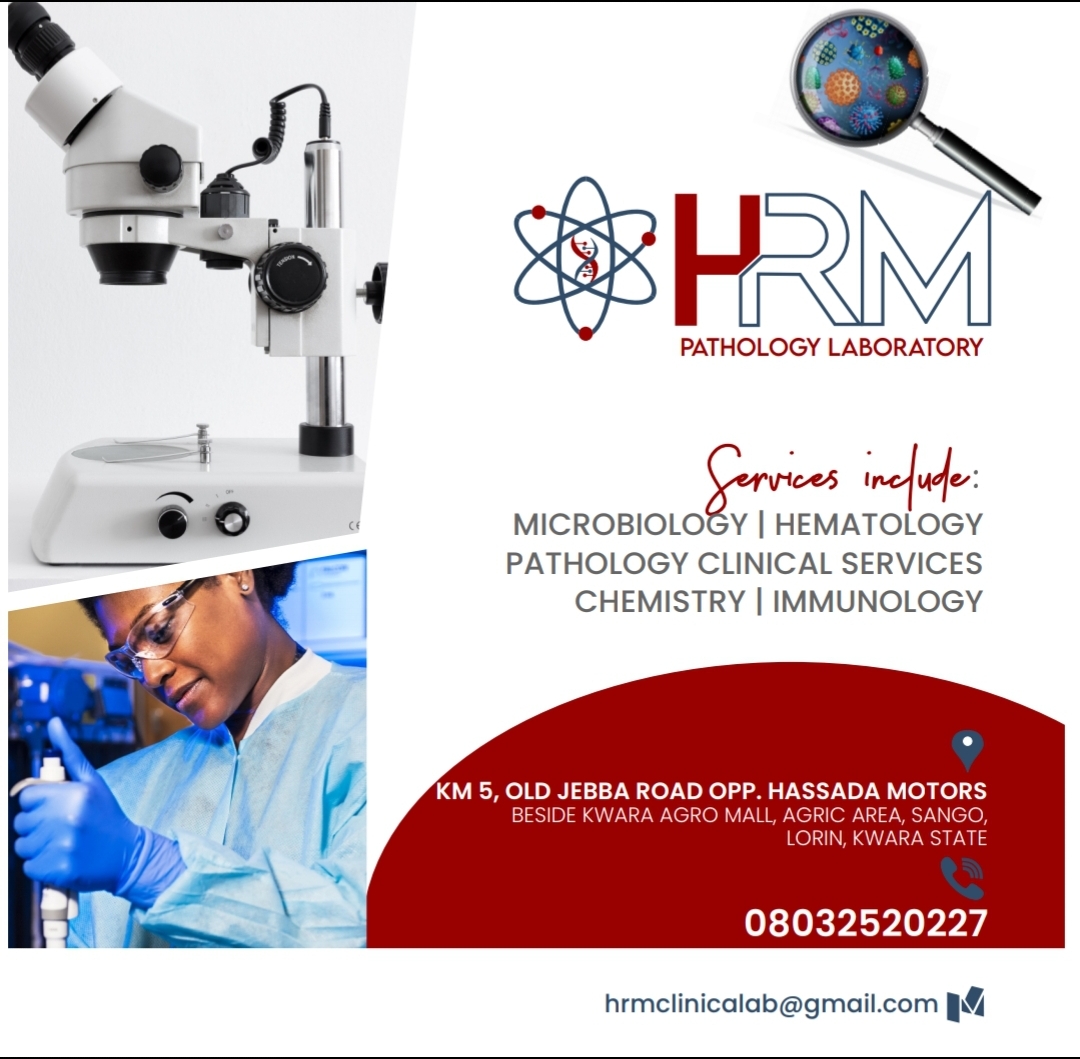 HRM
PATHOLOGY LABORATORY
Services include:
MICROBIOLOGY | HEMATOLOGY
PATHOLOGY CLINICAL SERVICES
CHEMISTRY | IMMUNOLOGY
KM 5, OLD JEBBA ROAD OPP. HASSADA MOTORS
BESIDE KWARA AGRO MALL, AGRIC AREA, SANGO,
LORIN, KWARA STATE
08032520227
hrmclinicalab@gmail.com